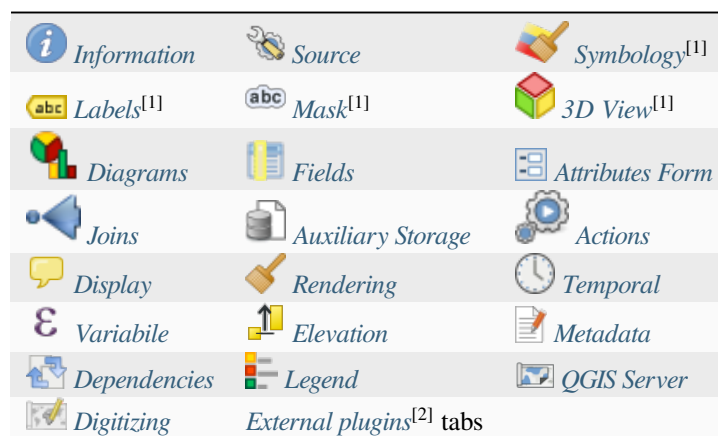 Information Source Symbology[1]
abc Labels[1] abc Mask[1] 3D View[1]
Diagrams Fields Attributes Form
Joins Auxiliary Storage Actions
Display Rendering Temporal
ε Variabile Elevation Metadata
Dependencies Legend QGIS Server
Digitizing External plugins[2] tabs